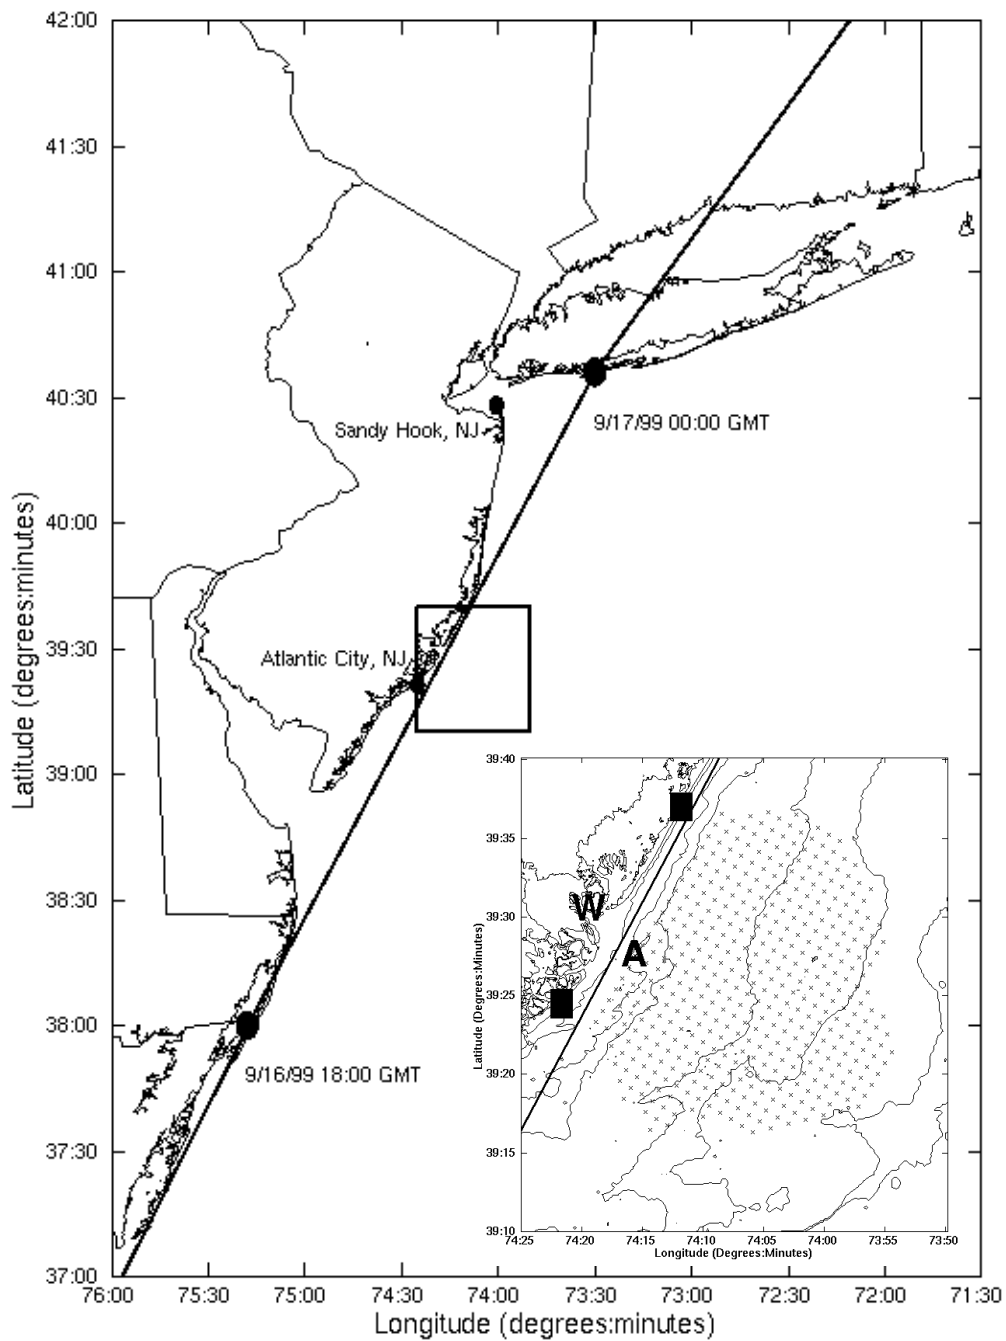 42:00
41:30
41:00
40:30
40:00
39:30
39:00
38:30
38:00
37:30
37:00
Latitude (degrees:minutes)
Sandy Hook, NJ
9/17/99 00:00 GMT
Atlantic City, NJ
9/16/99 18:00 GMT
39:40
39:35
39:30
39:25
39:20
39:15
39:10
Latitude (Degrees:Minutes)
W
A
74:25 74:20 74:15 74:10 74:05 74:00 73:55 73:50
Longitude (Degrees:Minutes)
76:00 75:30 75:00 74:30 74:00 73:30 73:00 72:30 72:00 71:30
Longitude (degrees:minutes)